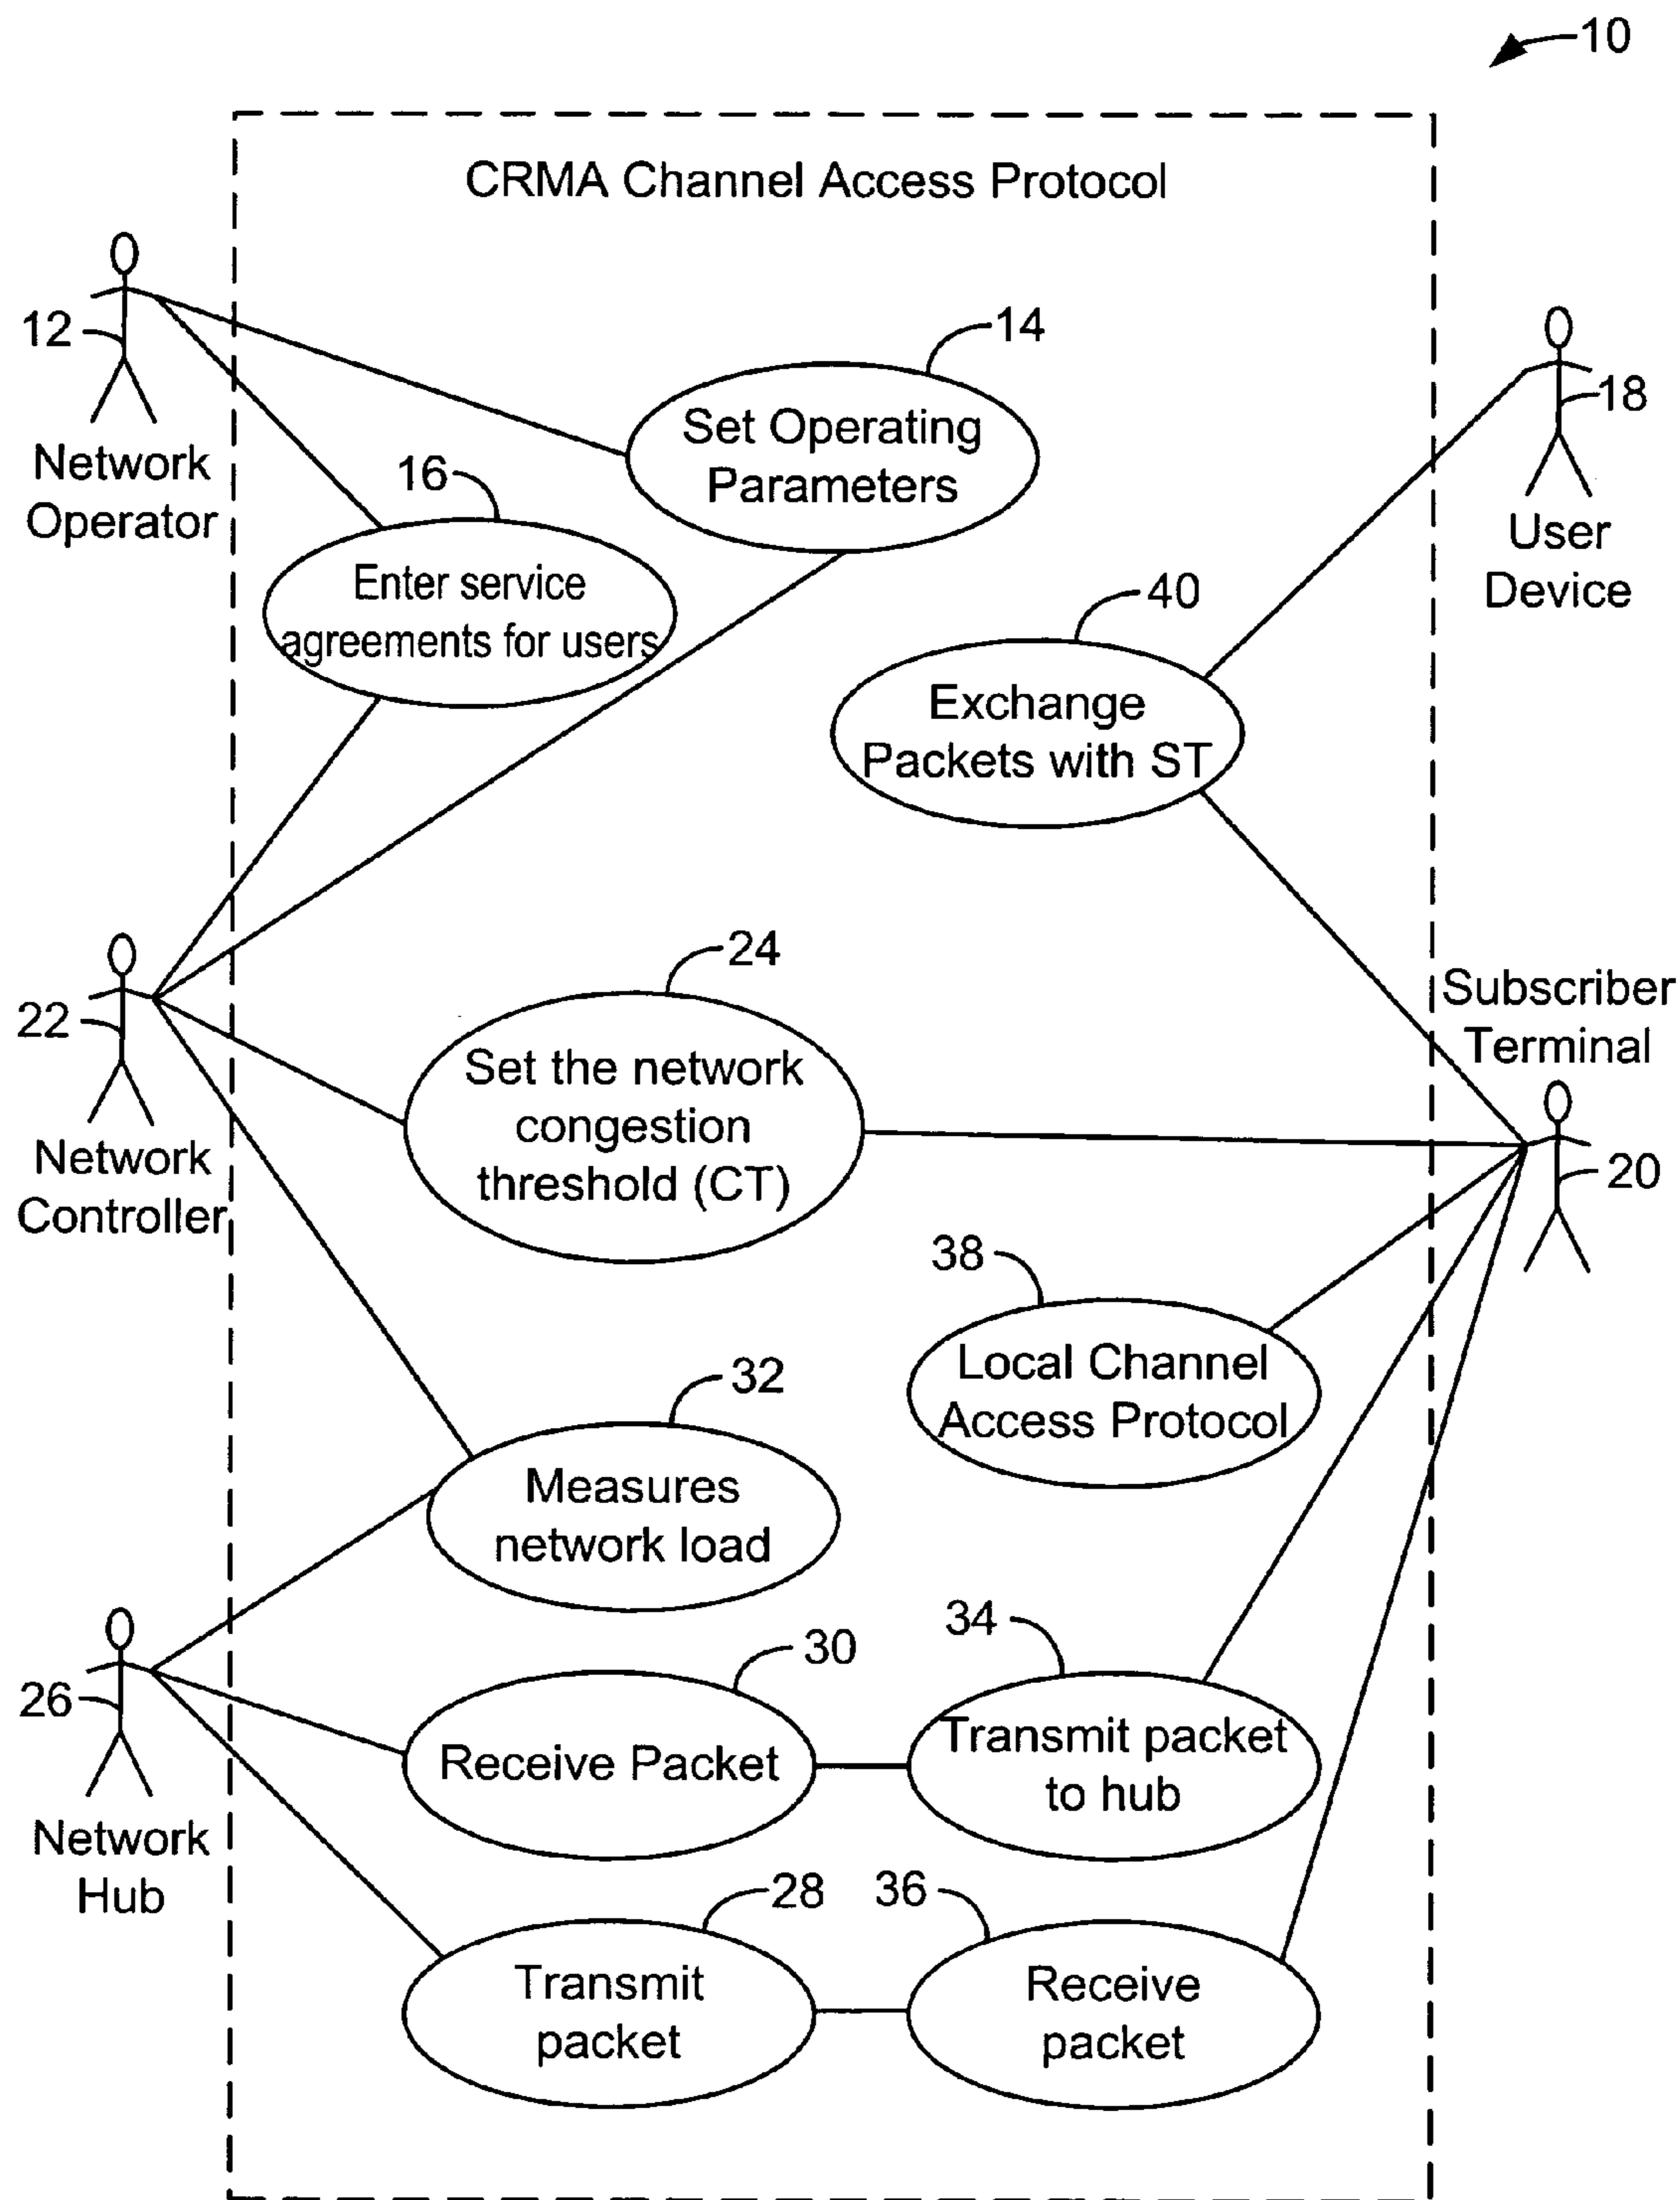 10
CRMA Channel Access Protocol
12
Network
Operator
14
Set Operating
Parameters
16
Enter service
agreements for users
18
User
Device
40
Exchange
Packets with ST
22
Network
Controller
24
Set the network
congestion
threshold (CT)
Subscriber
Terminal
20
38
Local Channel
Access Protocol
32
Measures
network load
26
Network
Hub
30
Receive Packet
34
Transmit packet
to hub
28
Transmit
packet
36
Receive
packet